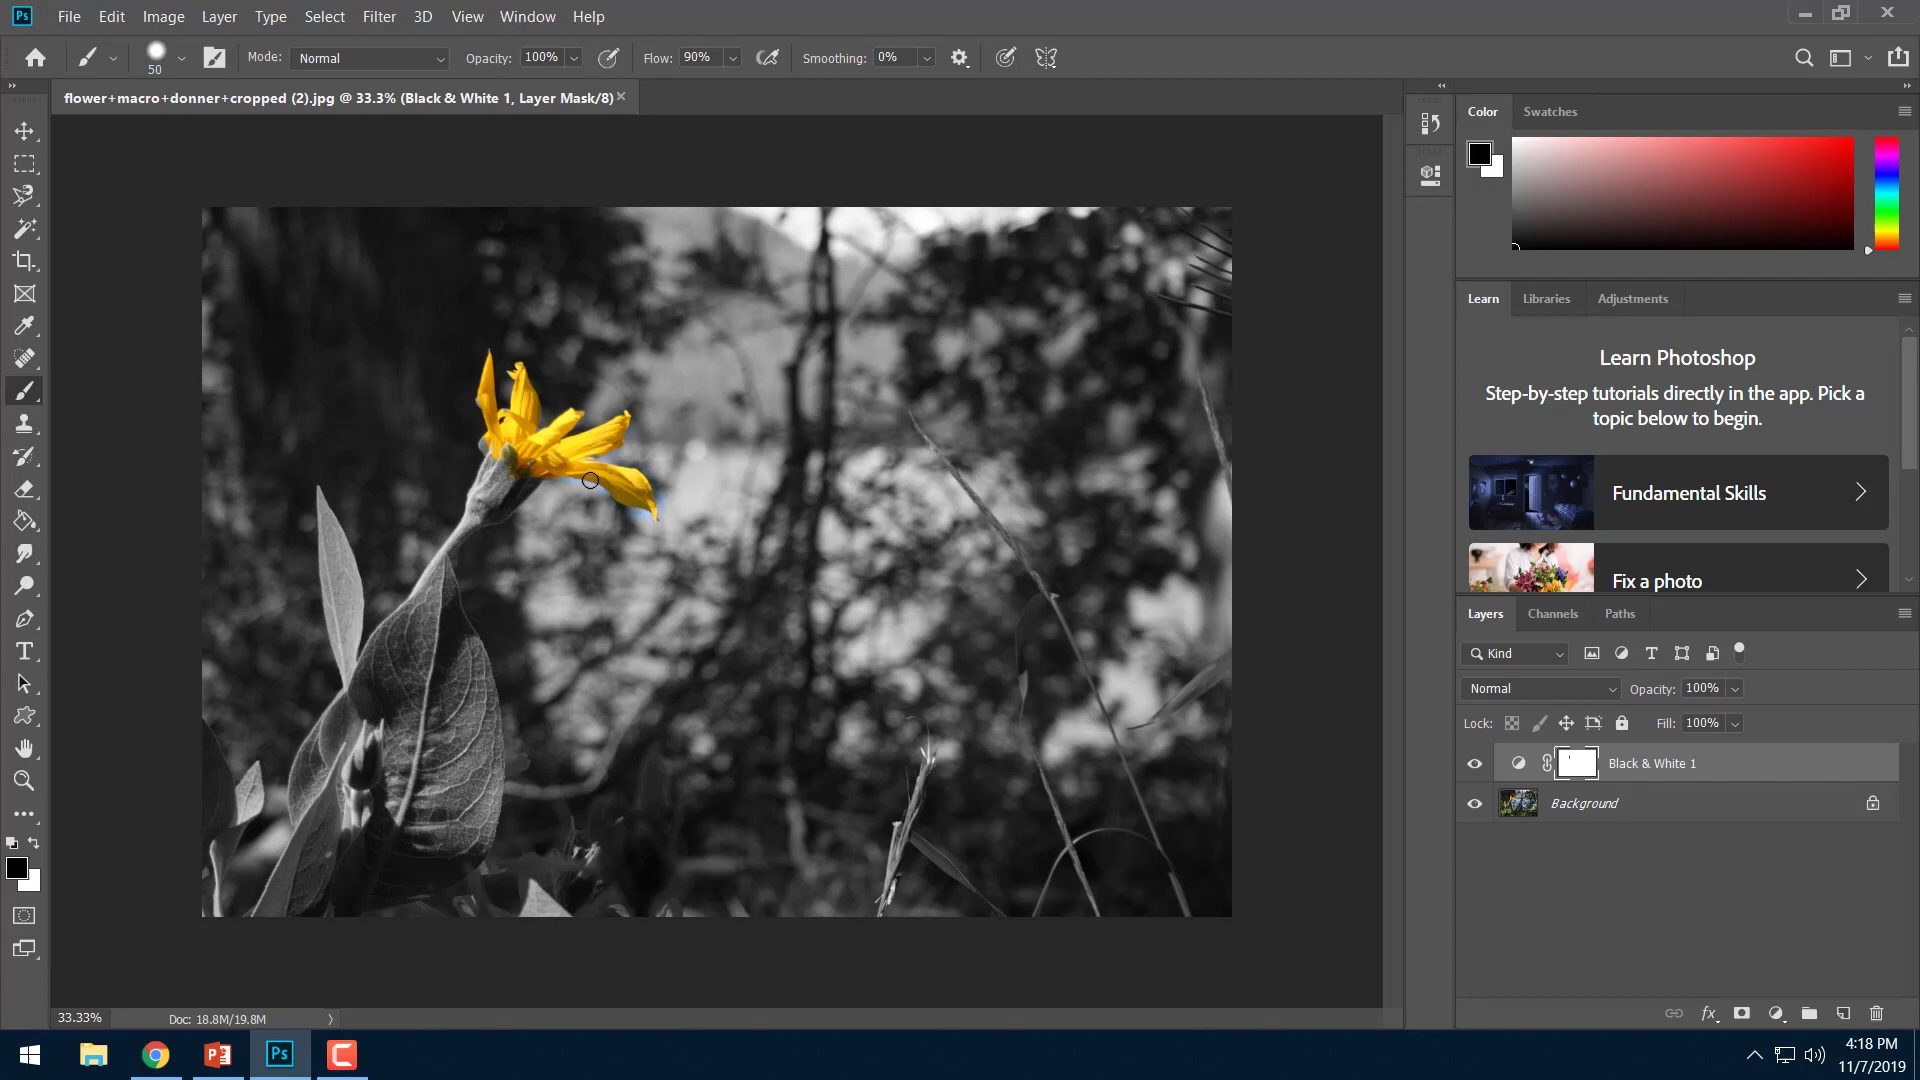 Ps File Edit Image Layer Type Select Filter 3D View Window Help
50 Mode: Normal Opacity: 100% Flow: 90% Smoothing: 0%
flower+macro+donner+cropped (2).jpg @ 33.3% (Black & White 1, Layer Mask/8)
Color Swatches
Learn Libraries Adjustments
Learn Photoshop
Step-by-step tutorials directly in the app. Pick a
topic below to begin.
Fundamental Skills
Fix a photo
Layers Channels Paths
Kind
Normal Opacity: 100%
Lock: Fill: 100%
Black & White 1
Background
33.33% Doc: 18.8M/19.8M
Ps
4:18 PM
11/7/2019